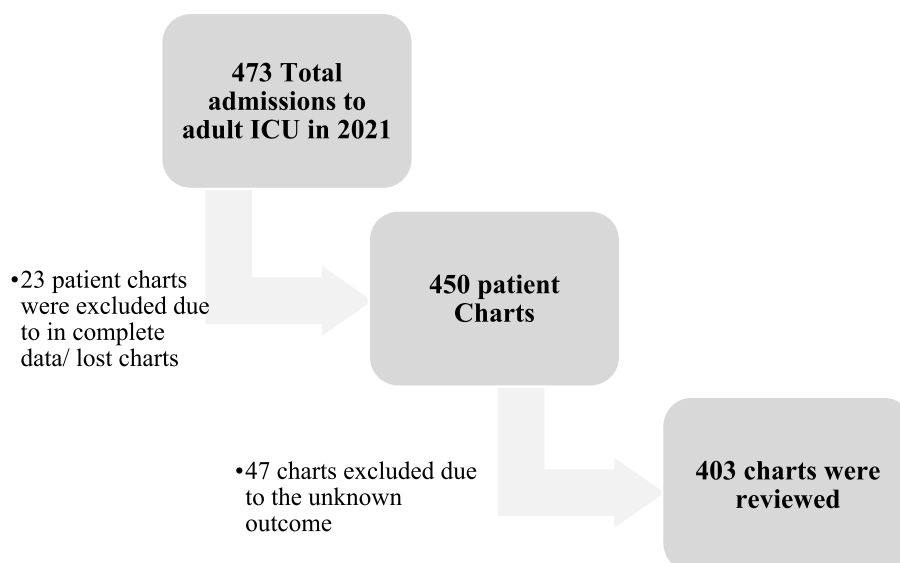 473 Total
admissions to
adult ICU in 2021
•23 patient charts
were excluded due
to in complete
data/ lost charts
450 patient
Charts
•47 charts excluded due
to the unknown
outcome
403 charts were
reviewed